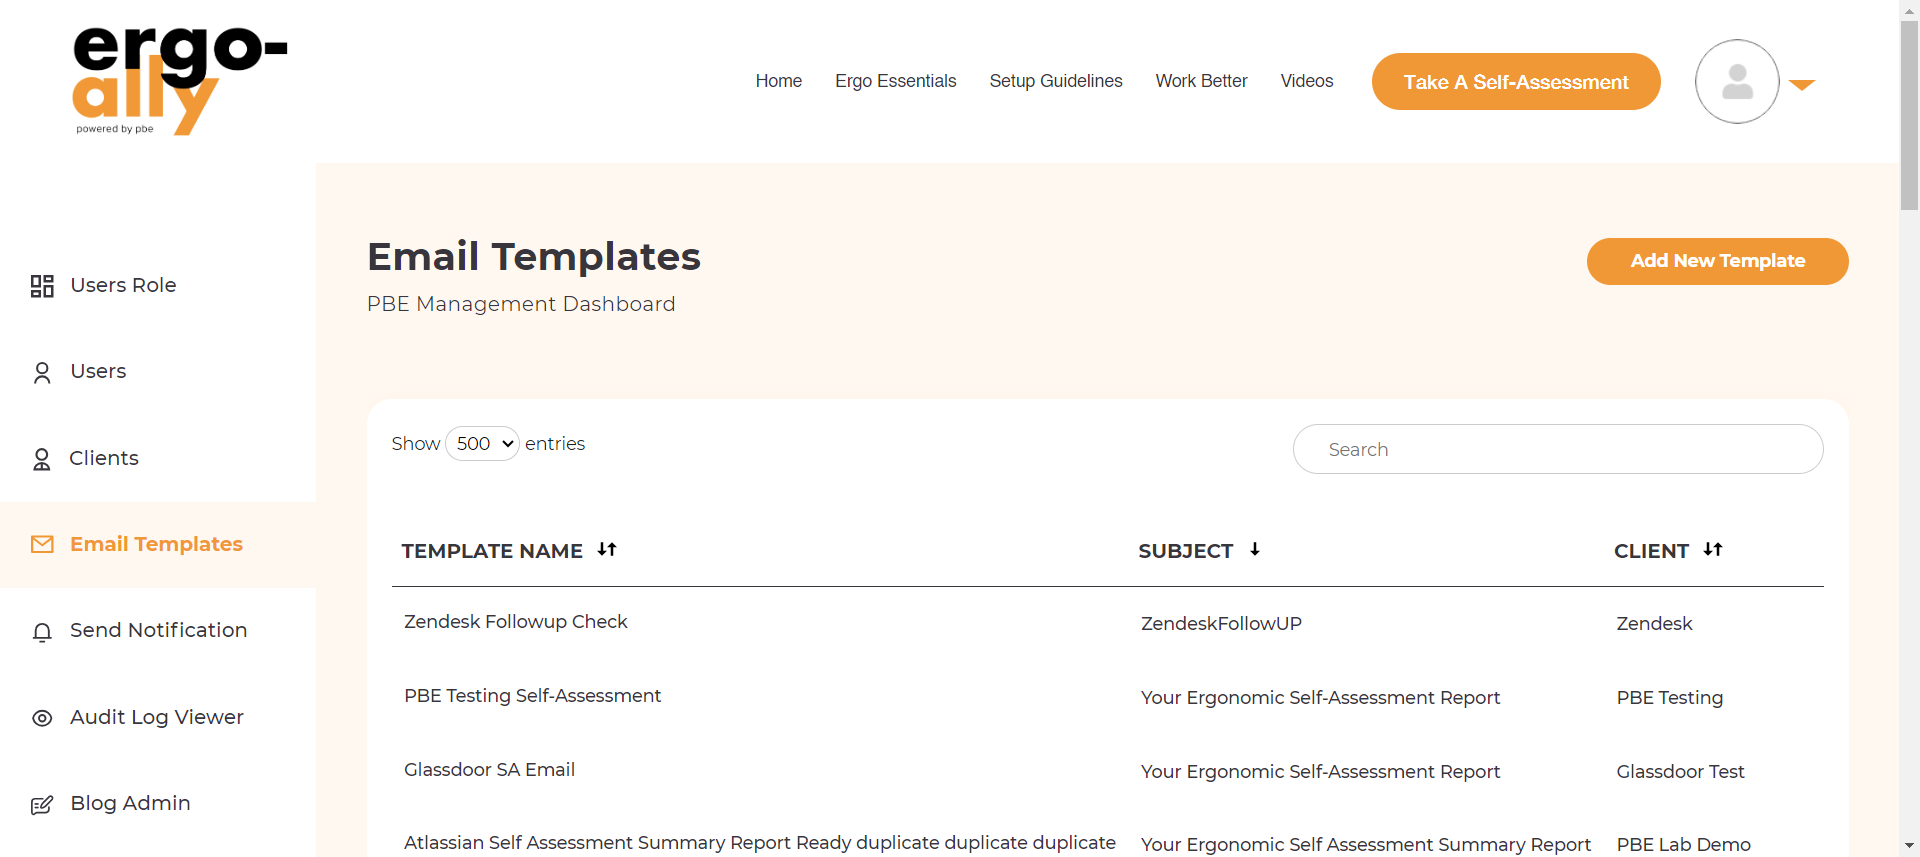 ergo-
ally
powered by pbe
Home Ergo Essentials Setup Guidelines Work Better Videos Take A Self-Assessment
Email Templates
Add New Template
PBE Management Dashboard
Users Role
Users
Clients
Email Templates
Send Notification
Audit Log Viewer
Blog Admin
Show 500 entries
Search
TEMPLATE NAME SUBJECT CLIENT
Zendesk Followup Check ZendeskFollowUP Zendesk
PBE Testing Self-Assessment Your Ergonomic Self-Assessment Report PBE Testing
Glassdoor SA Email Your Ergonomic Self-Assessment Report Glassdoor Test
Atlassian Self Assessment Summary Report Ready duplicate duplicate duplicate Your Ergonomic Self Assessment Summary Report PBE Lab Demo